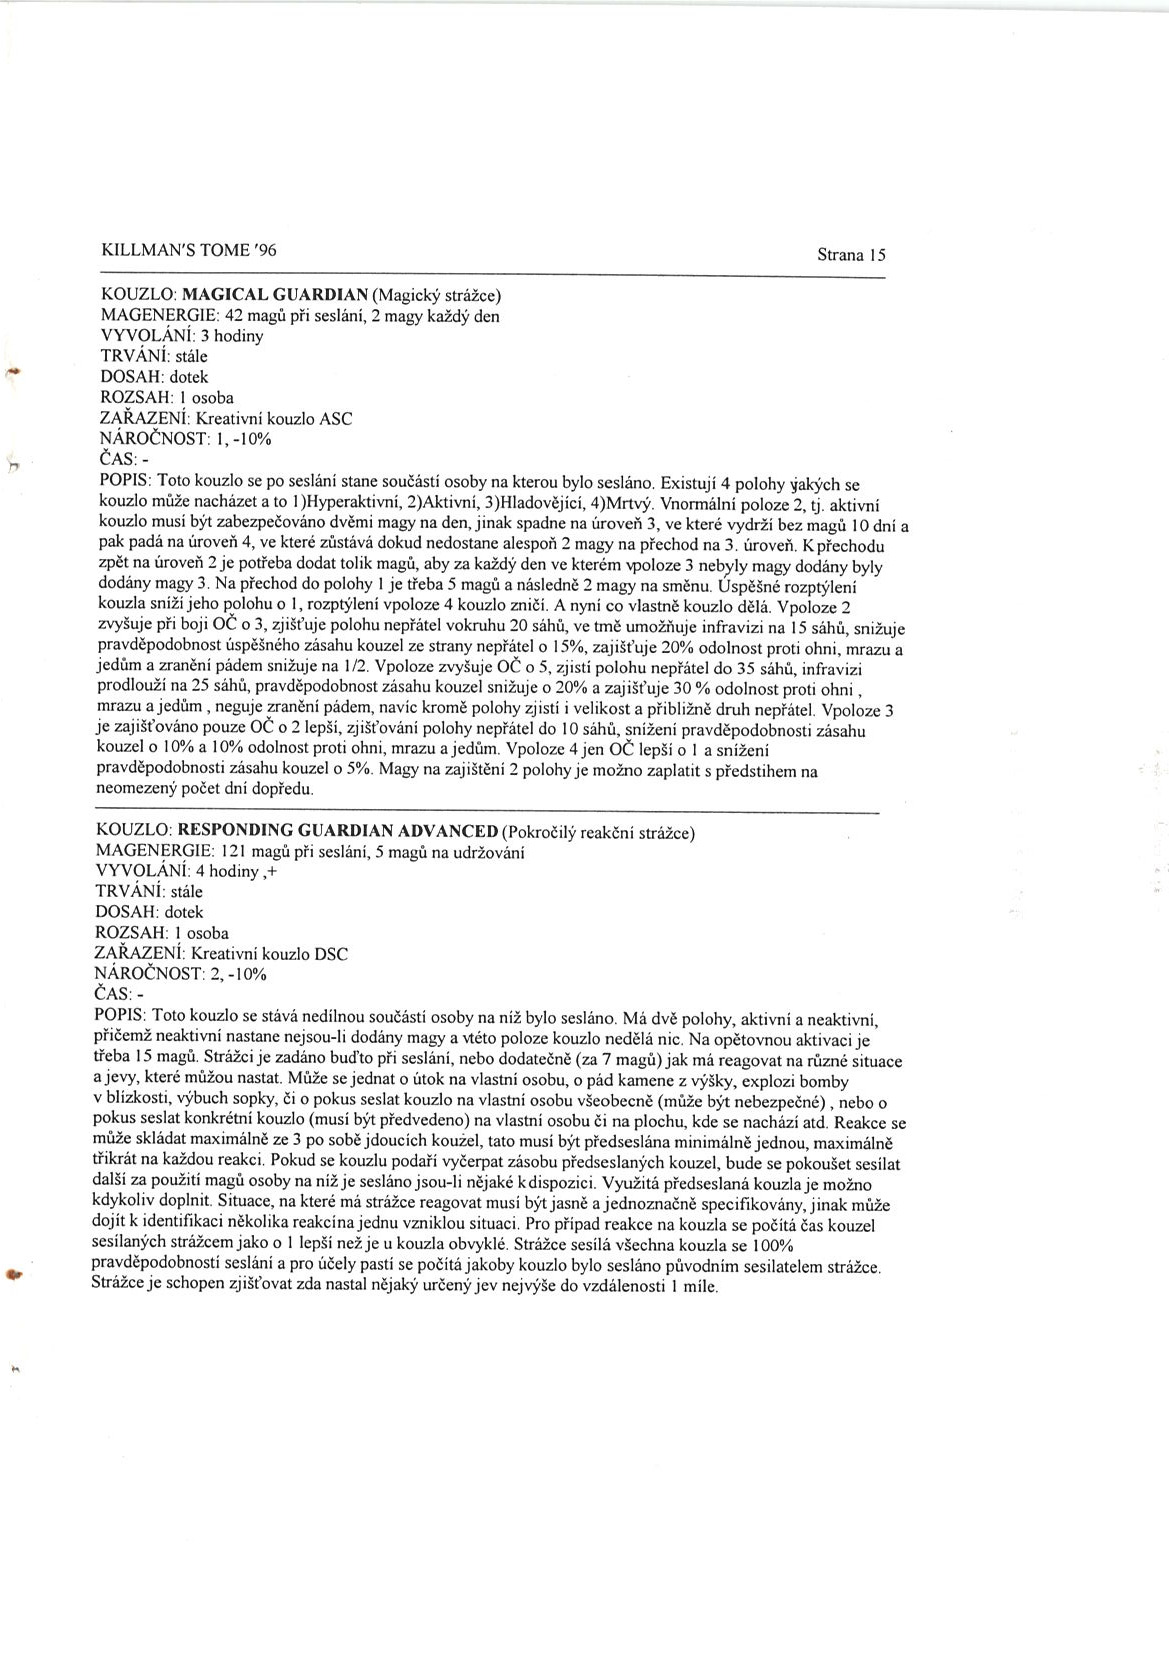 KILLMAN'S TOME '96
Strana 15
KOUZLO: MAGICAL GUARDIAN (Magický strážce)
MAGENERGIE: 42 magů při seslání, 2 magy každý den
VYVOLÁNÍ: 3 hodiny
TRVÁNÍ: stále
DOSAH: dotek
ROZSAH: 1 osoba
ZAŘAZENÍ: Kreativní kouzlo ASC
NÁROČNOST: 1, -10%
ČAS: -
POPIS: Toto kouzlo se po seslání stane součástí osoby na kterou bylo sesláno. Existují 4 polohy vjakých se
kouzlo může nacházet a to 1)Hyperaktivní, 2)Aktivní, 3)Hladovějící, 4)Mrtvý. Vnormální poloze 2, tj. aktivní
kouzlo musí být zabezpečováno dvěmi magy na den, jinak spadne na úroveň 3, ve které vydrží bez magů 10 dní a
pak padá na úroveň 4, ve které zůstává dokud nedostane alespoň 2 magy na přechod na 3. úroveň. K přechodu
zpět na úroveň 2 je potřeba dodat tolik magů, aby za každý den ve kterém vpoloze 3 nebyly magy dodány byly
dodány magy 3. Na přechod do polohy 1 je třeba 5 magů a následně 2 magy na směnu. Úspěšné rozptýlení
kouzla sníží jeho polohu o 1, rozptýlení vpoloze 4 kouzlo zničí. A nyní co vlastně kouzlo dělá. Vpoloze 2
zvyšuje při boji OČ o 3, zjišťuje polohu nepřátel vokruhu 20 sáhů, ve tmě umožňuje infravizi na 15 sáhů, snižuje
pravděpodobnost úspěšného zásahu kouzel ze strany nepřátel o 15%, zajišťuje 20% odolnost proti ohni, mrazu a
jedům a zranění pádem snižuje na 1/2. Vpoloze zvyšuje OČ o 5, zjistí polohu nepřátel do 35 sáhů, infravizi
prodlouží na 25 sáhů, pravděpodobnost zásahu kouzel snižuje o 20% a zajišťuje 30 % odolnost proti ohni ,
mrazu a jedům , neguje zranění pádem, navíc kromě polohy zjistí i velikost a přibližně druh nepřátel. Vpoloze 3
je zajišťováno pouze OČ o 2 lepší, zjišťování polohy nepřátel do 10 sáhů, snížení pravděpodobnosti zásahu
kouzel o 10% a 10% odolnost proti ohni, mrazu a jedům. Vpoloze 4 jen OČ lepší o 1 a snížení
pravděpodobnosti zásahu kouzel o 5%. Magy na zajištění 2 polohy je možno zaplatit s předstihem na
neomezený počet dní dopředu.
KOUZLO: RESPONDING GUARDIAN ADVANCED (Pokročilý reakční strážce)
MAGENERGIE: 121 magů při seslání, 5 magů na udržování
VYVOLÁNÍ: 4 hodiny ,+
TRVÁNÍ: stále
DOSAH: dotek
ROZSAH: 1 osoba
ZAŘAZENÍ: Kreativní kouzlo DSC
NÁROČNOST: 2, -10%
ČAS: -
POPIS: Toto kouzlo se stává nedílnou součástí osoby na níž bylo sesláno. Má dvě polohy, aktivní a neaktivní,
přičemž neaktivní nastane nejsou-li dodány magy a vtéto poloze kouzlo nedělá nic. Na opětovnou aktivaci je
třeba 15 magů. Strážci je zadáno buďto při seslání, nebo dodatečně (za 7 magů) jak má reagovat na různé situace
a jevy, které můžou nastat. Může se jednat o útok na vlastní osobu, o pád kamene z výšky, explozi bomby
v blízkosti, výbuch sopky, či o pokus seslat kouzlo na vlastní osobu všeobecně (může být nebezpečné) , nebo o
pokus seslat konkrétní kouzlo (musí být předvedeno) na vlastní osobu či na plochu, kde se nachází atd. Reakce se
může skládat maximálně ze 3 po sobě jdoucích kouzel, tato musí být předseslána minimálně jednou, maximálně
třikrát na každou reakci. Pokud se kouzlu podaří vyčerpat zásobu předseslaných kouzel, bude se pokoušet sesílat
další za použití magů osoby na níž je sesláno jsou-li nějaké kdispozici. Využitá předseslaná kouzla je možno
kdykoliv doplnit. Situace, na které má strážce reagovat musí být jasně a jednoznačně specifikovány, jinak může
dojít k identifikaci několika reakcína jednu vzniklou situaci. Pro případ reakce na kouzla se počítá čas kouzel
sesílaných strážcem jako o 1 lepší než je u kouzla obvyklé. Strážce sesílá všechna kouzla se 100%
pravděpodobností seslání a pro účely pastí se počítá jakoby kouzlo bylo sesláno původním sesilatelem strážce.
Strážce je schopen zjišťovat zda nastal nějaký určený jev nejvýše do vzdálenosti 1 míle.